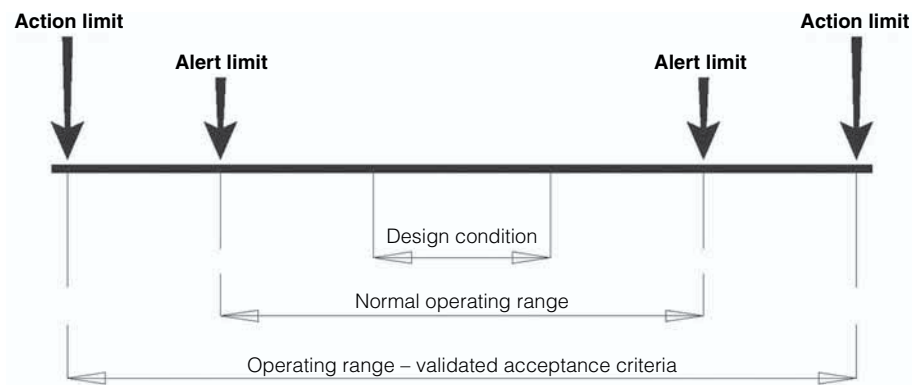 Action limit
Action limit
Alert limit
Alert limit
Design condition
Normal operating range
Operating range – validated acceptance criteria